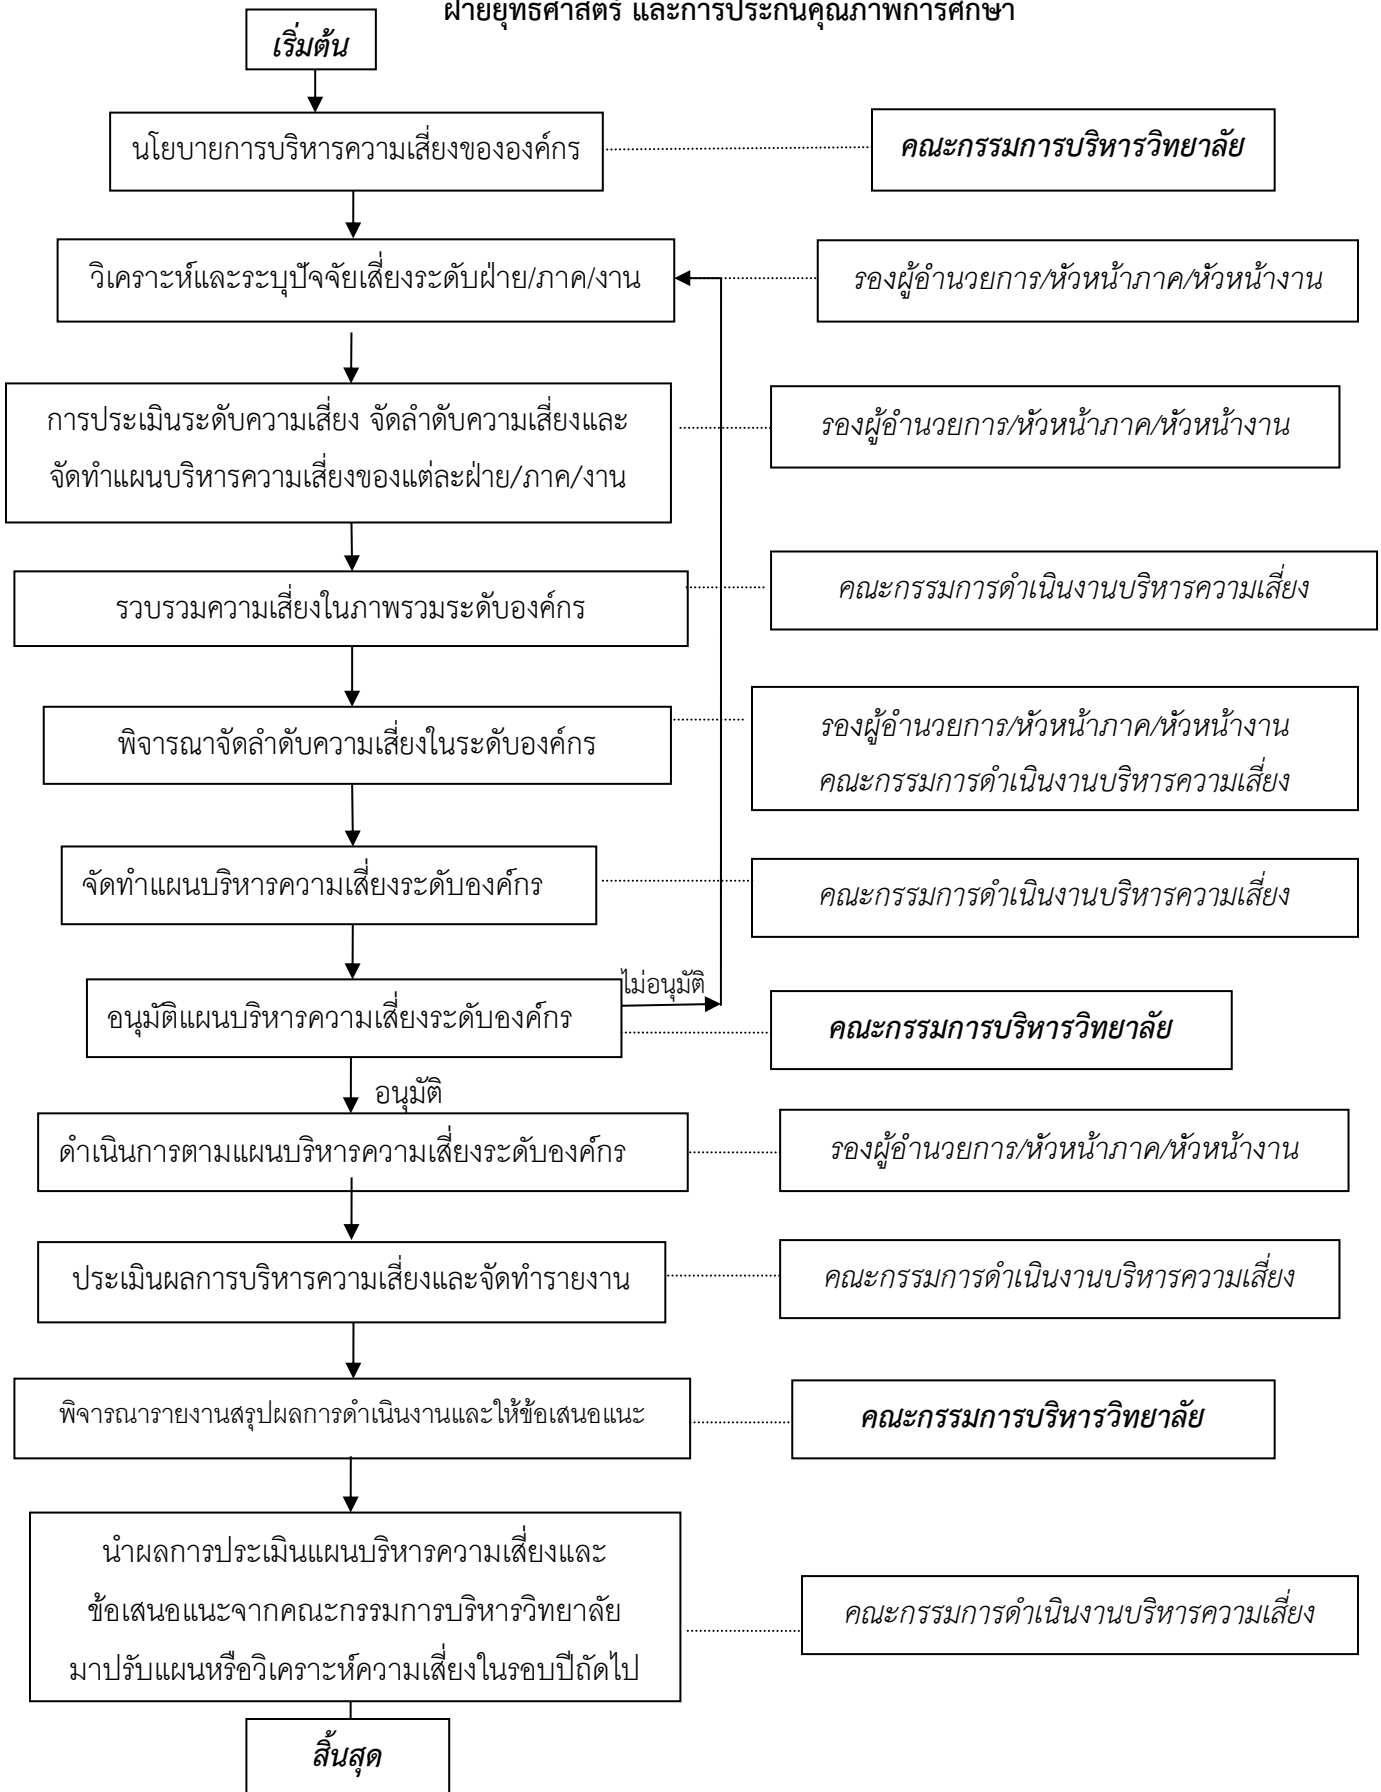 ฝ่ายยุทธศาสตร์ และการประกันคุณภาพการศึกษา
เริ่มต้น
นโยบายการบริหารความเสี่ยงขององค์กร
คณะกรรมการบริหารวิทยาลัย
วิเคราะห์และระบุปัจจัยเสี่ยงระดับฝ่าย/ภาค/งาน
รองผู้อำนวยการ/หัวหน้าภาค/หัวหน้างาน
การประเมินระดับความเสี่ยง จัดลำดับความเสี่ยงและ
จัดทำแผนบริหารความเสี่ยงของแต่ละฝ่าย/ภาค/งาน
รองผู้อำนวยการ/หัวหน้าภาค/หัวหน้างาน
รวบรวมความเสี่ยงในภาพรวมระดับองค์กร
คณะกรรมการดำเนินงานบริหารความเสี่ยง
พิจารณาจัดลำดับความเสี่ยงในระดับองค์กร
รองผู้อำนวยการ/หัวหน้าภาค/หัวหน้างาน
คณะกรรมการดำเนินงานบริหารความเสี่ยง
จัดทำแผนบริหารความเสี่ยงระดับองค์กร
คณะกรรมการดำเนินงานบริหารความเสี่ยง
ไม่อนุมัติ
อนุมัติแผนบริหารความเสี่ยงระดับองค์กร
คณะกรรมการบริหารวิทยาลัย
อนุมัติ
ดำเนินการตามแผนบริหารความเสี่ยงระดับองค์กร
รองผู้อำนวยการ/หัวหน้าภาค/หัวหน้างาน
ประเมินผลการบริหารความเสี่ยงและจัดทำรายงาน
คณะกรรมการดำเนินงานบริหารความเสี่ยง
พิจารณารายงานสรุปผลการดำเนินงานและให้ข้อเสนอแนะ
คณะกรรมการบริหารวิทยาลัย
นำผลการประเมินแผนบริหารความเสี่ยงและ
ข้อเสนอแนะจากคณะกรรมการบริหารวิทยาลัย
มาปรับแผนหรือวิเคราะห์ความเสี่ยงในรอบปีถัดไป
คณะกรรมการดำเนินงานบริหารความเสี่ยง
สิ้นสุด